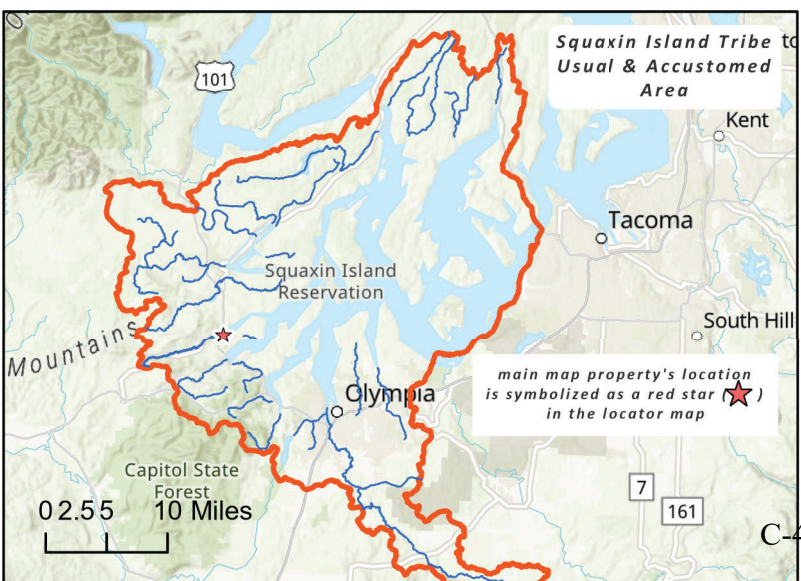 Squaxin Island Tribe
Usual & Accustomed
Area
101
Kent
Tacoma
Squaxin Island
Reservation
South Hill
Mountains
main map property's location
is symbolized as a red star ( )
in the locator map
Olympia
Capitol State
Forest
7
161
0 2.5 5 10 Miles